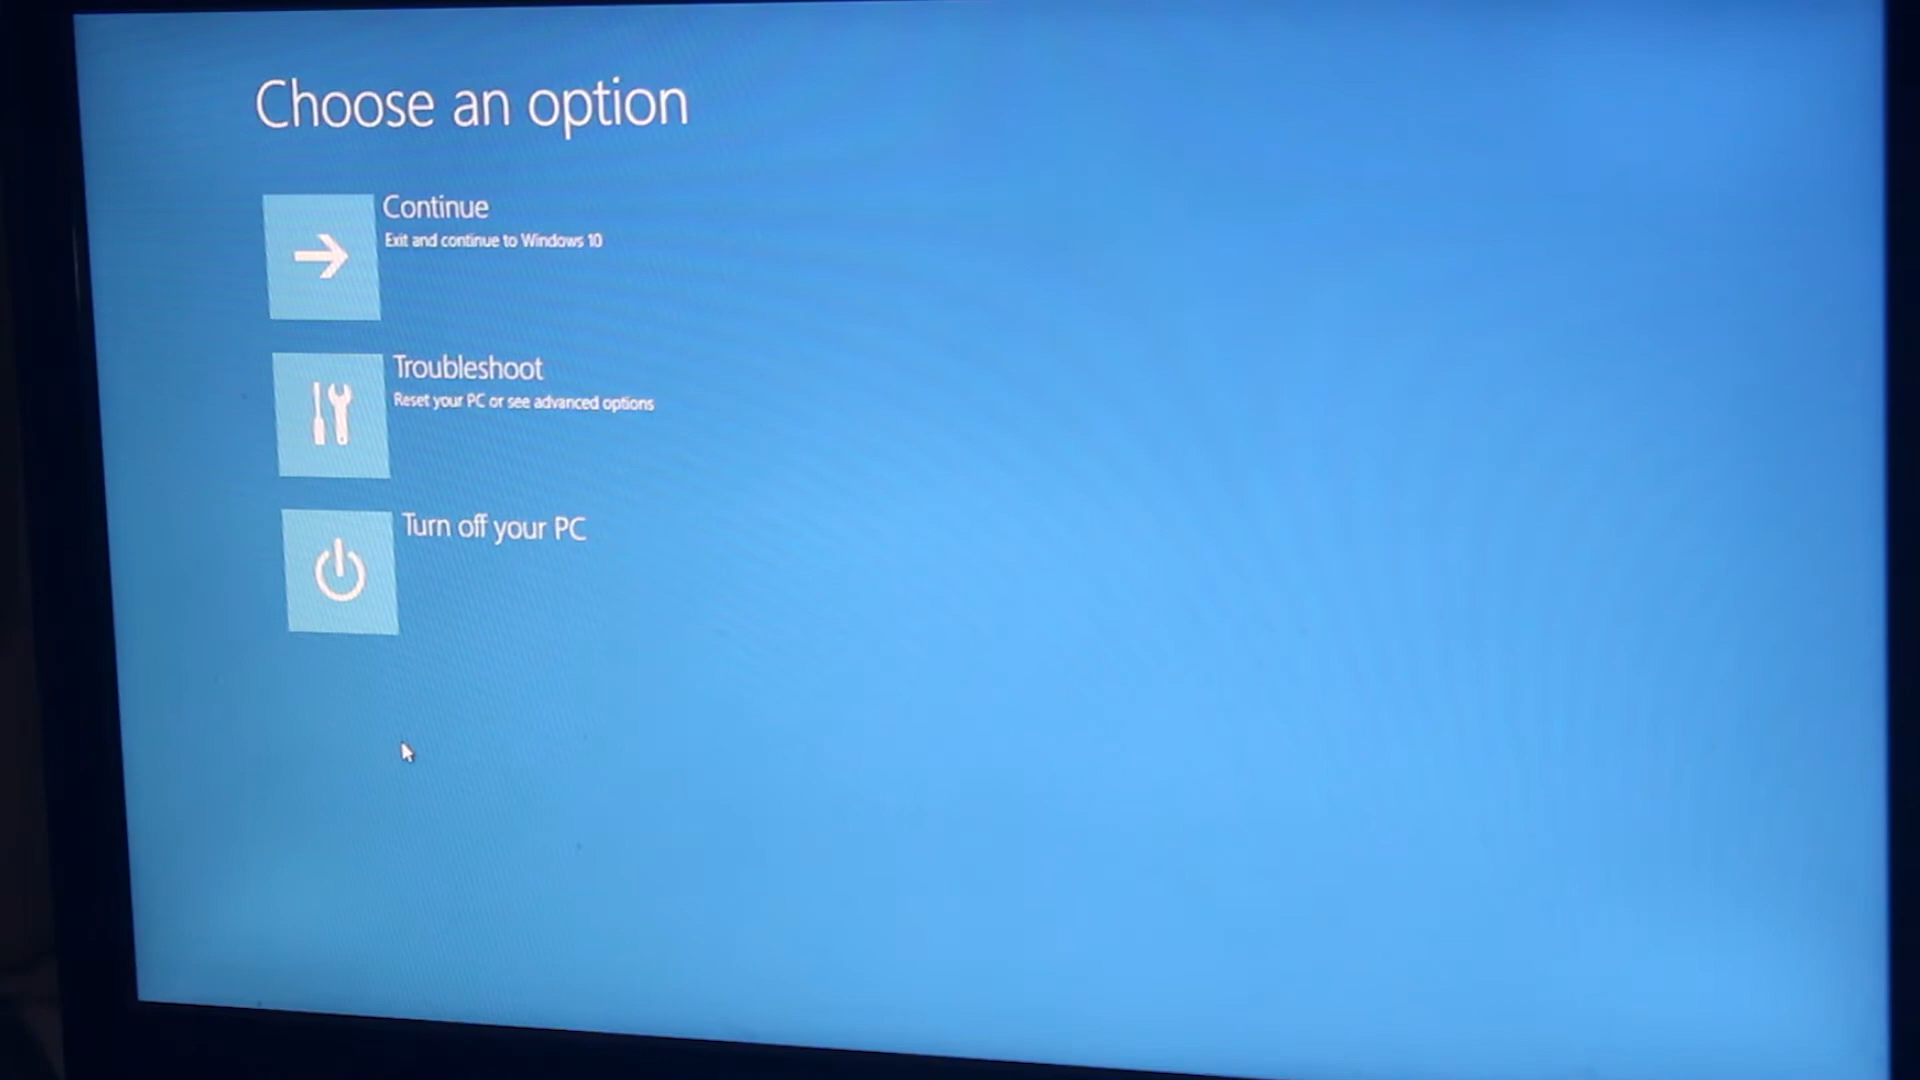 Choose an option
Continue
Exit and continue to Windows 10
Troubleshoot
Reset your PC or see advanced options
Turn off your PC